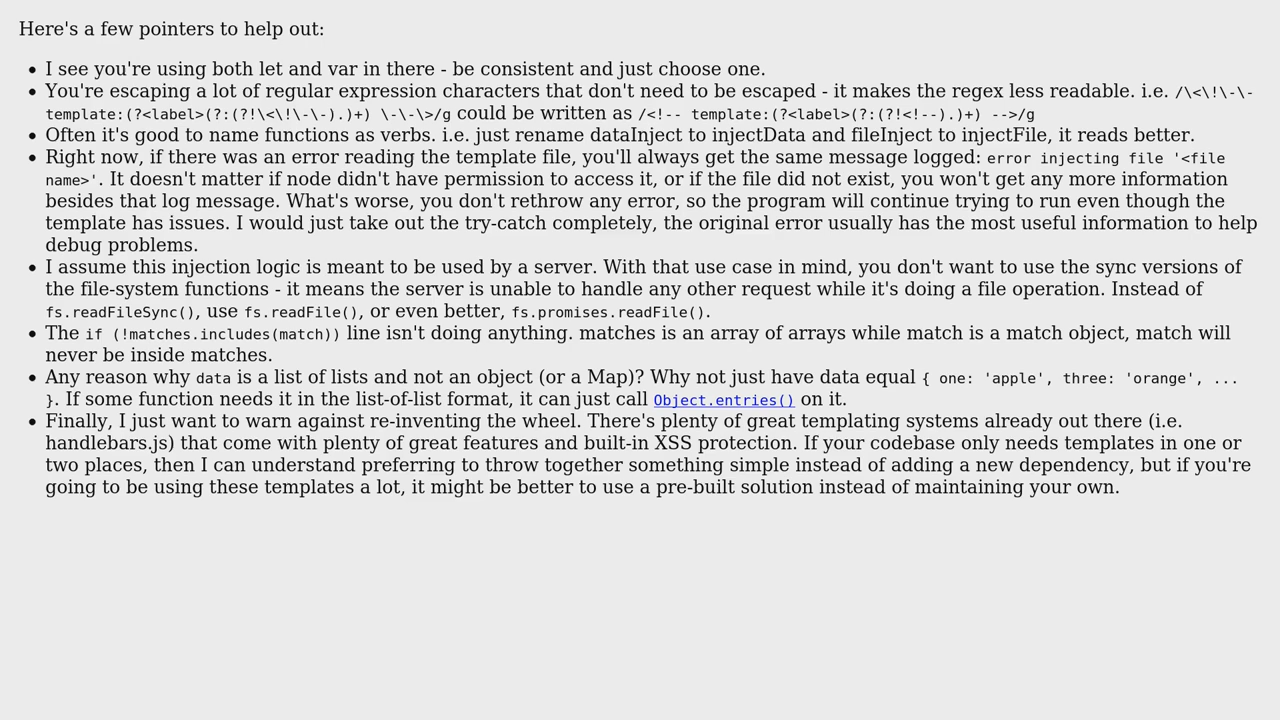 Here's a few pointers to help out:
• I see you're using both let and var in there - be consistent and just choose one.
• You're escaping a lot of regular expression characters that don't need to be escaped - it makes the regex less readable. i.e. /\<\!\-\-
template:(?<label>(?:(?!\<\!\-\-).)+) \-\-\>/g could be written as /<!-- template:(?<label>(?:(?!<!--).)+) -->/g
• Often it's good to name functions as verbs. i.e. just rename dataInject to injectData and fileInject to injectFile, it reads better.
• Right now, if there was an error reading the template file, you'll always get the same message logged: error injecting file '<file
name>'. It doesn't matter if node didn't have permission to access it, or if the file did not exist, you won't get any more information
besides that log message. What's worse, you don't rethrow any error, so the program will continue trying to run even though the
template has issues. I would just take out the try-catch completely, the original error usually has the most useful information to help
debug problems.
• I assume this injection logic is meant to be used by a server. With that use case in mind, you don't want to use the sync versions of
the file-system functions - it means the server is unable to handle any other request while it's doing a file operation. Instead of
fs.readFileSync(), use fs.readFile(), or even better, fs.promises.readFile().
• The if (!matches.includes(match)) line isn't doing anything. matches is an array of arrays while match is a match object, match will
never be inside matches.
• Any reason why data is a list of lists and not an object (or a Map)? Why not just have data equal { one: 'apple', three: 'orange', ...
}. If some function needs it in the list-of-list format, it can just call Object.entries() on it.
• Finally, I just want to warn against re-inventing the wheel. There's plenty of great templating systems already out there (i.e.
handlebars.js) that come with plenty of great features and built-in XSS protection. If your codebase only needs templates in one or
two places, then I can understand preferring to throw together something simple instead of adding a new dependency, but if you're
going to be using these templates a lot, it might be better to use a pre-built solution instead of maintaining your own.